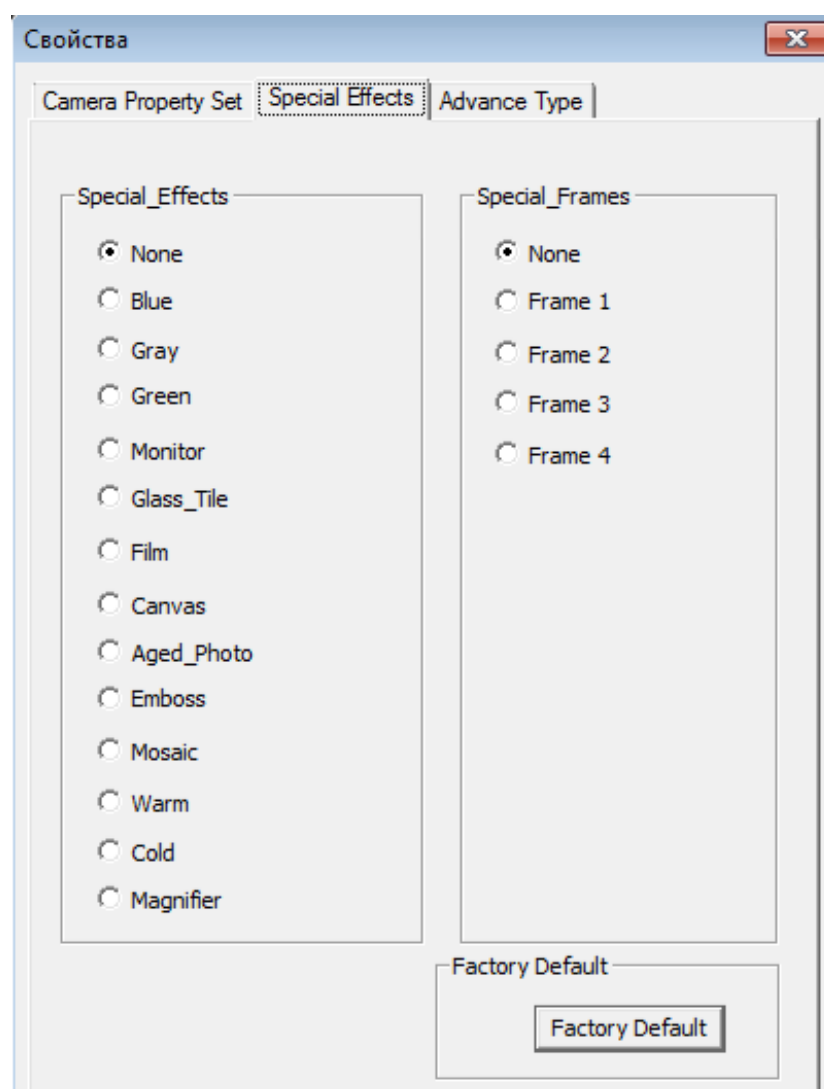 Свойства
Camera Property Set Special Effects Advance Type
Special_Effects
None
Blue
Gray
Green
Monitor
Glass_Tile
Film
Canvas
Aged_Photo
Emboss
Mosaic
Warm
Cold
Magnifier
Special_Frames
None
Frame 1
Frame 2
Frame 3
Frame 4
Factory Default
Factory Default